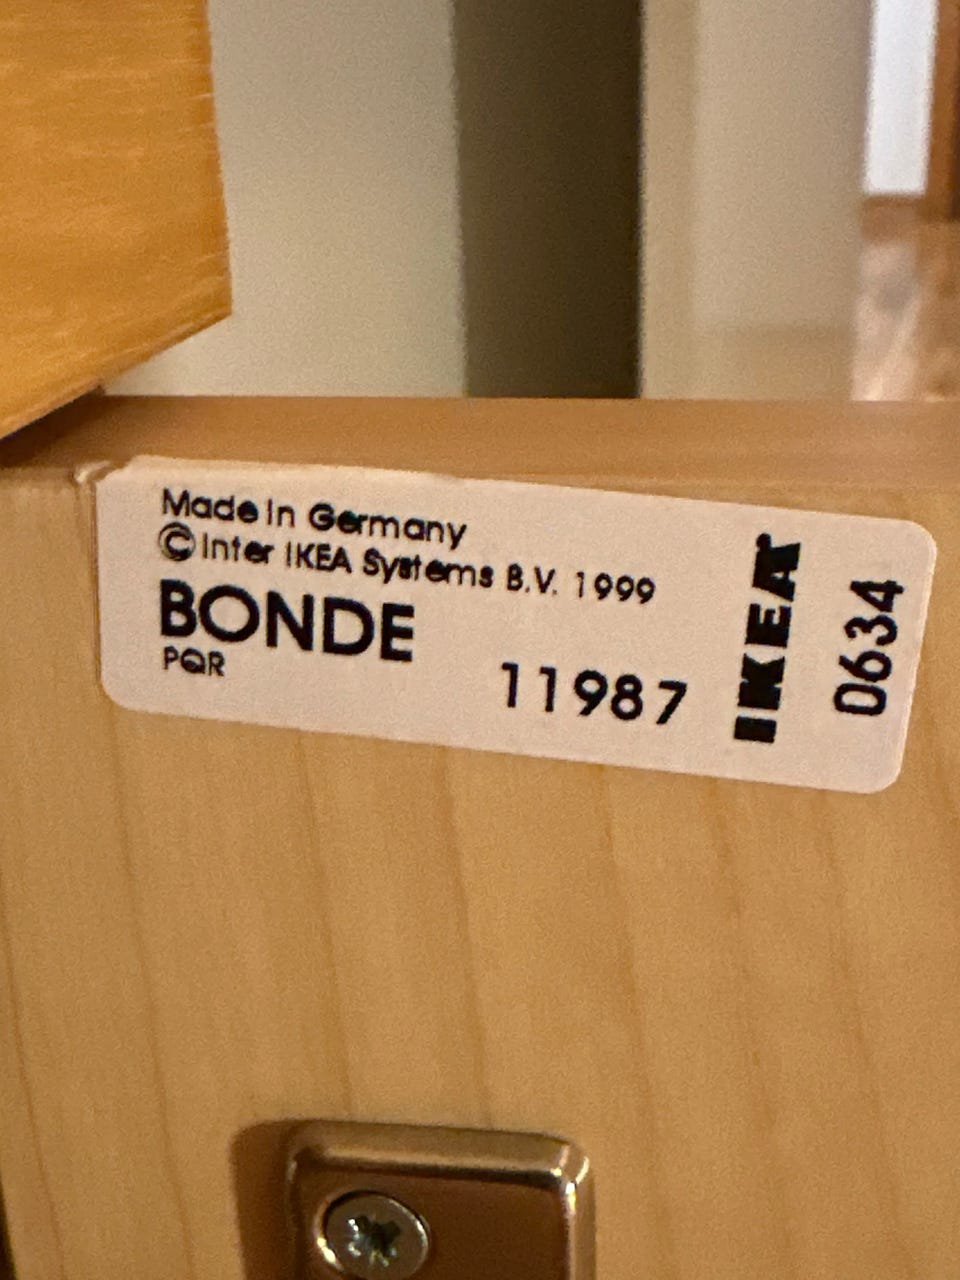 Made in Germany
© Inter IKEA Systems B.V. 1999
BONDE
PQR
11987
IKEA
0634